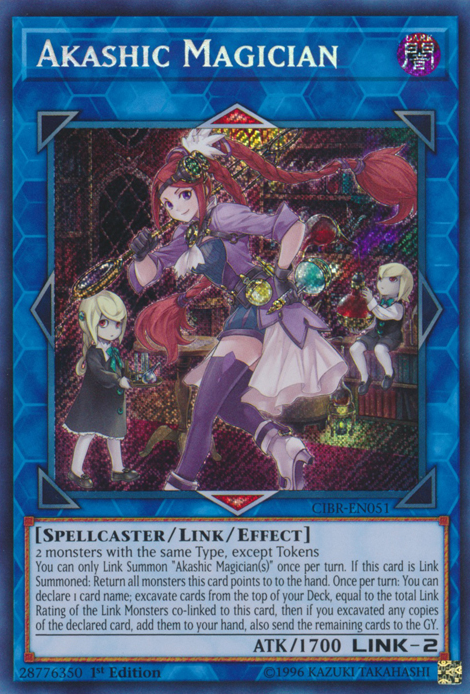 AKASHIC MAGICIAN
DARK
闇
CIBR-EN051
[SPELLCASTER/LINK/EFFECT]
2 monsters with the same Type, except Tokens
You can only Link Summon "Akashic Magician(s)" once per turn. If this card is Link
Summoned: Return all monsters this card points to to the hand. Once per turn: You can
declare 1 card name; excavate cards from the top of your Deck, equal to the total Link
Rating of the Link Monsters co-linked to this card, then if you excavated any copies
of the declared card, add them to your hand, also send the remaining cards to the GY.
ATK/1700 LINK-2
28776350 1st Edition ©1996 KAZUKI TAKAHASHI